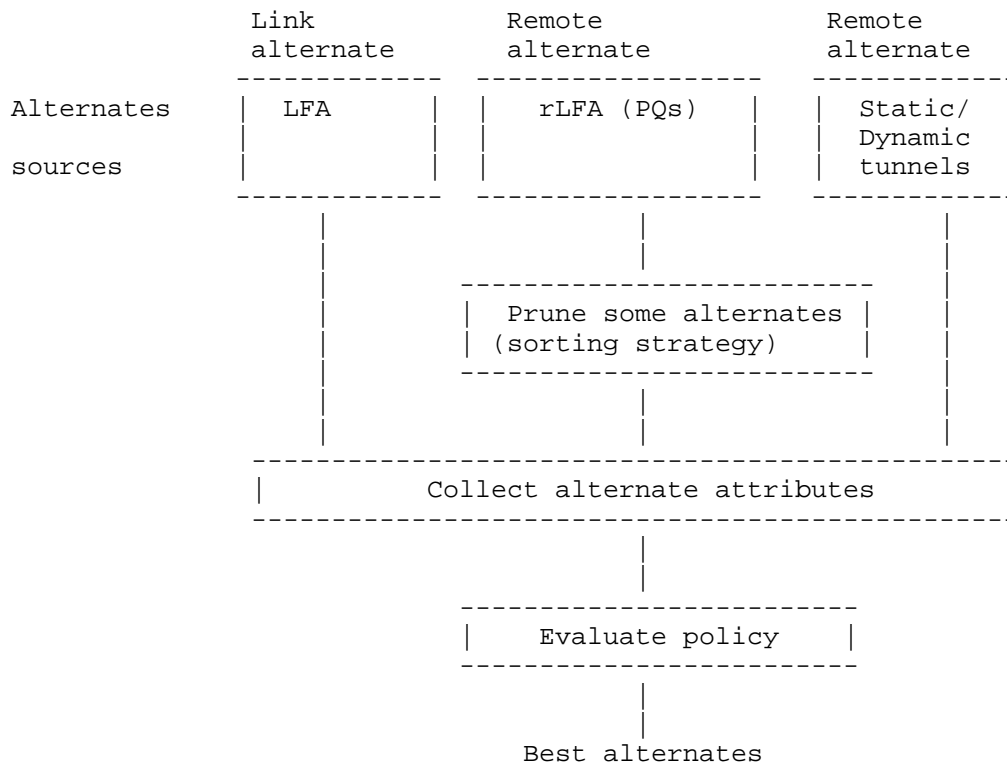 Link Remote Remote
alternate alternate alternate
Alternates LFA rLFA (PQs) Static/
Dynamic
sources tunnels
Prune some alternates
(sorting strategy)
Collect alternate attributes
Evaluate policy
Best alternates